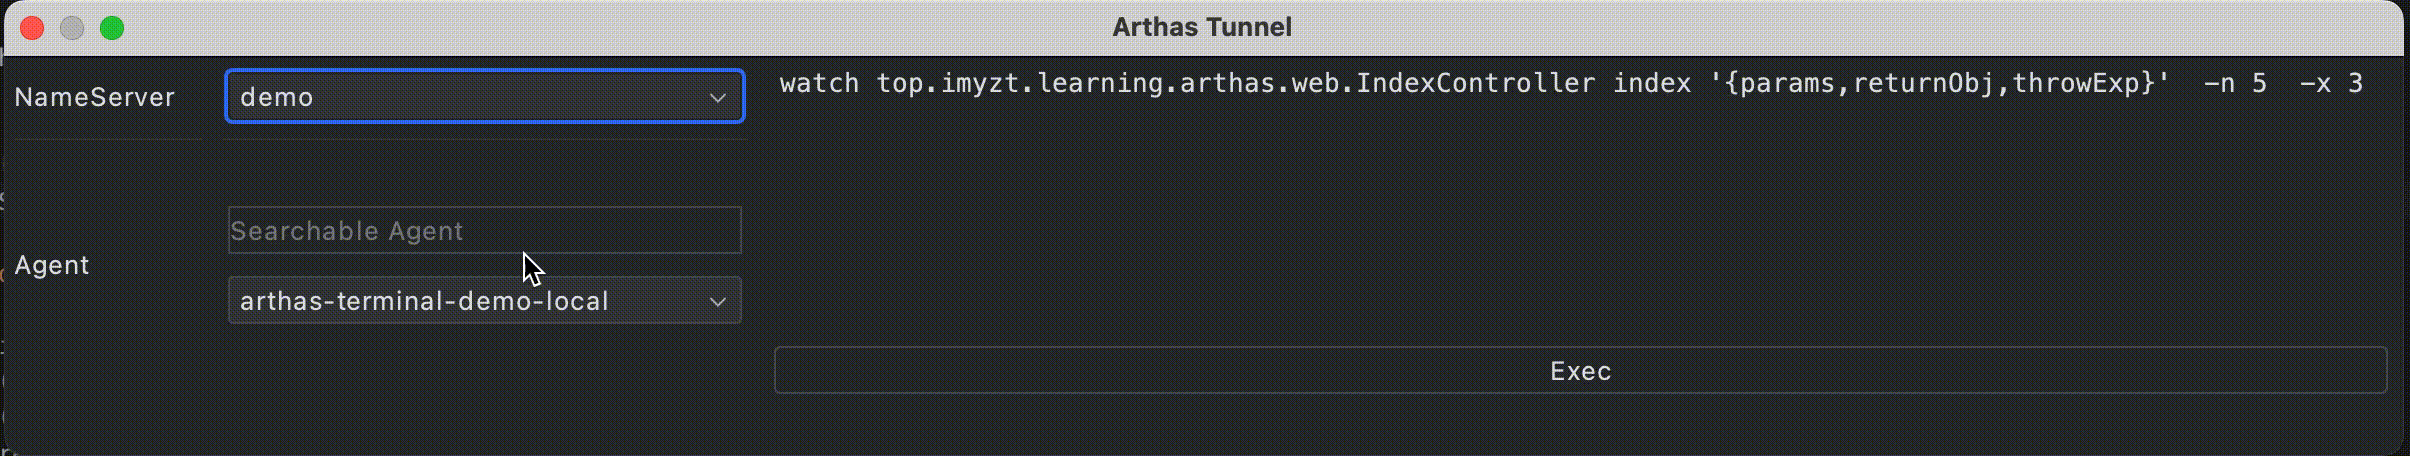 Arthas Tunnel
NameServer
demo
watch top.imyzt.learning.arthas.web.IndexController index '{params,returnObj,throwExp}'  -n 5  -x 3
Searchable Agent
Agent
arthas-terminal-demo-local
Exec